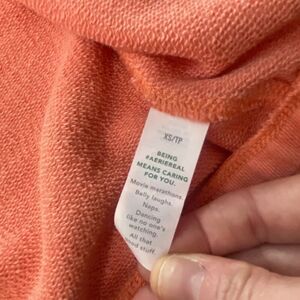 XS/TP
BEING
#AERIEREAL
MEANS CARING
FOR YOU.
Movie marathons.
Belly laughs.
Naps.
Dancing
like no one's
watching.
All that
good stuff.